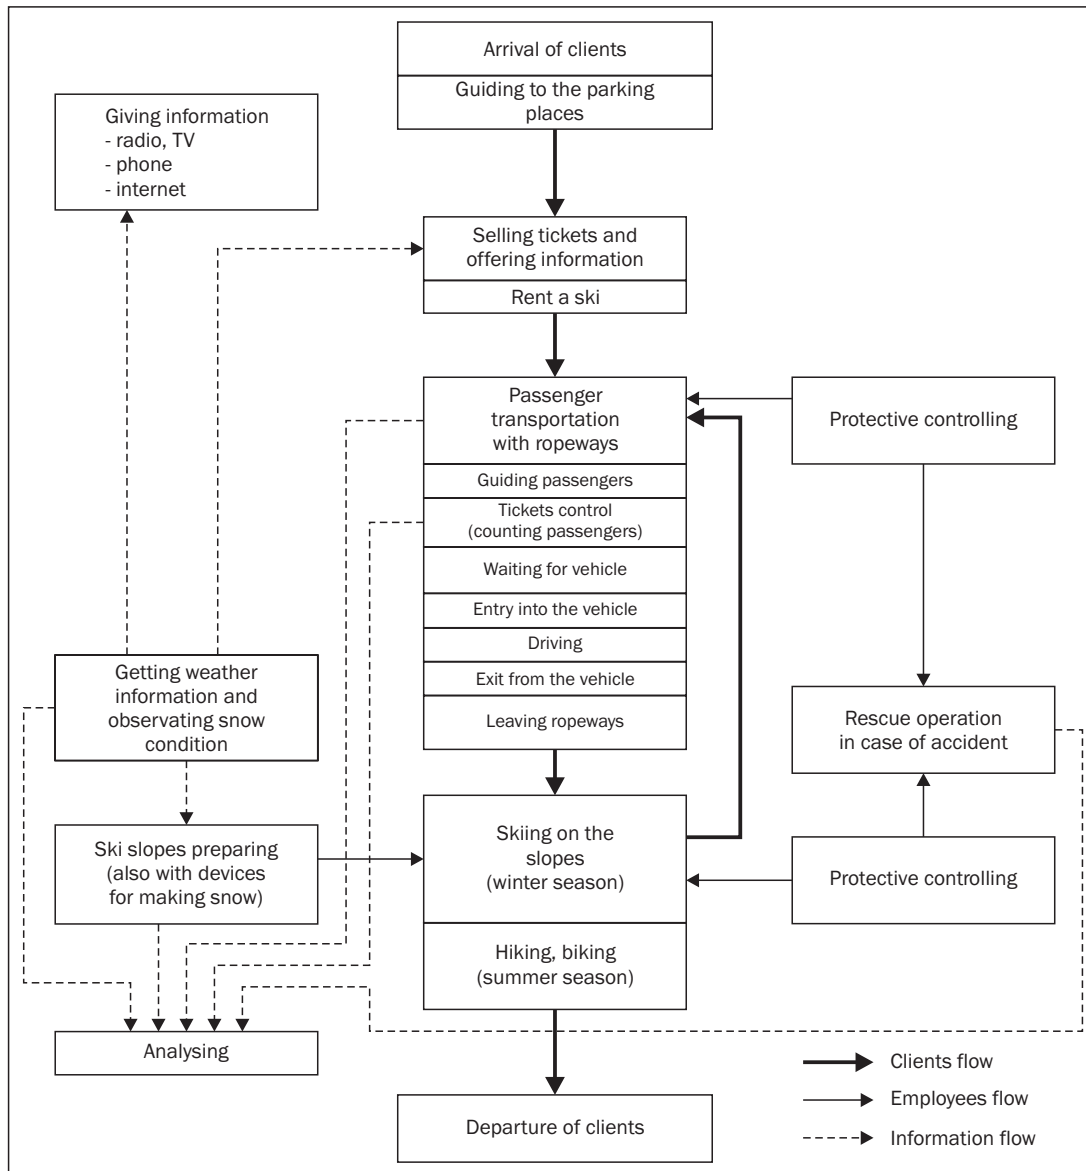 Arrival of clients
Guiding to the parking
places
Giving information
- radio, TV
- phone
- internet
Selling tickets and
offering information
Rent a ski
Passenger
transportation
with ropeways
Guiding passengers
Tickets control
(counting passengers)
Waiting for vehicle
Entry into the vehicle
Driving
Exit from the vehicle
Leaving ropeways
Protective controlling
Getting weather
information and
observating snow
condition
Rescue operation
in case of accident
Ski slopes preparing
(also with devices
for making snow)
Skiing on the
slopes
(winter season)
Protective controlling
Hiking, biking
(summer season)
Analysing
Departure of clients
Clients flow
Employees flow
Information flow